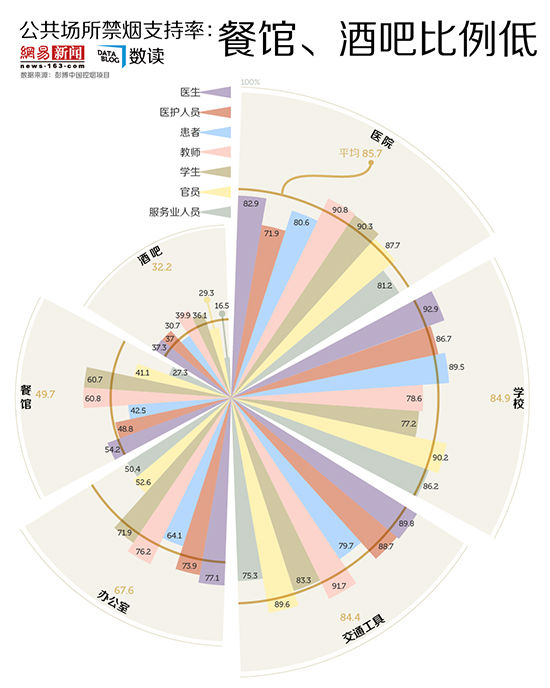 公共场所禁烟支持率：餐馆、酒吧比例低
網易 新闻
DATA BLOG 数读
news·163·com
数据来源：彭博中国控烟项目
100%
医生
医护人员
患者
教师
学生
官员
服务业人员
医院
平均 85.7
82.9
71.9
80.6
90.8
90.3
87.7
81.2
学校
84.9
92.9
86.7
89.5
78.6
77.2
90.2
86.2
交通工具
84.4
89.8
88.7
79.7
91.7
83.3
89.6
75.3
办公室
67.6
77.1
73.9
64.1
76.2
71.9
52.6
50.4
餐馆
49.7
54.2
48.8
42.5
60.8
60.7
41.1
27.3
酒吧
32.2
37.3
37
30.7
39.9
36.1
29.3
16.5